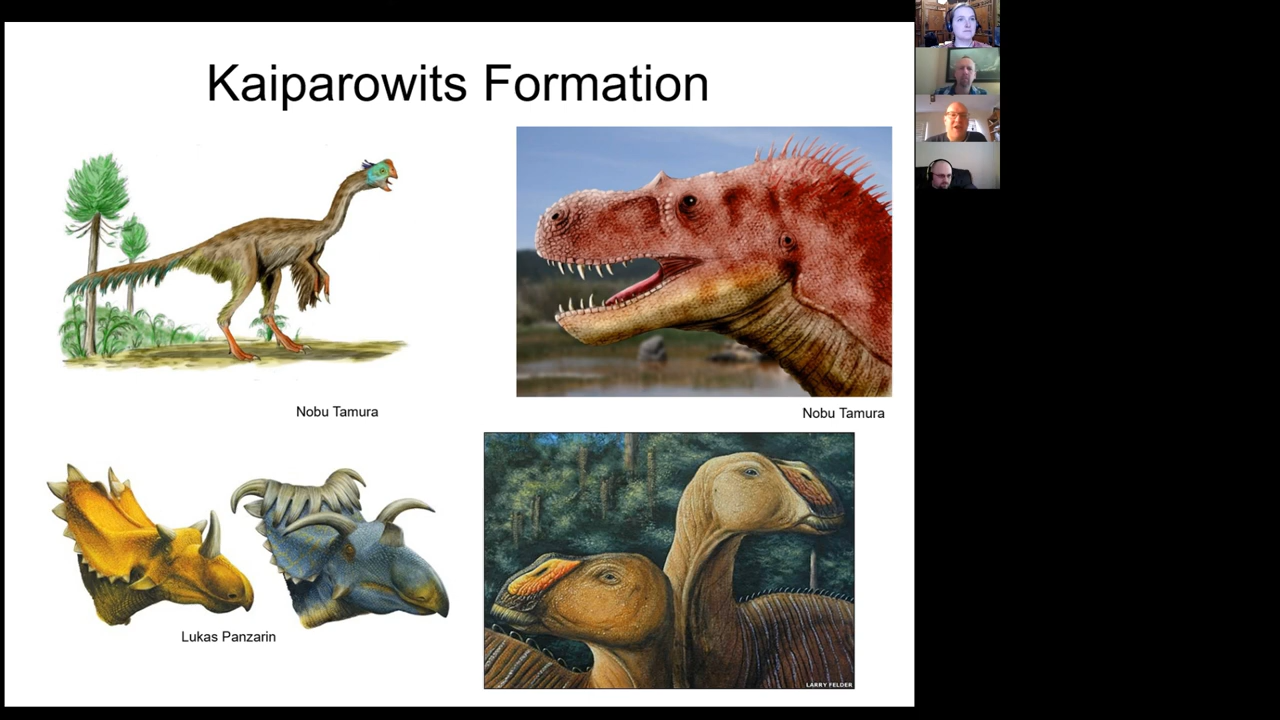 Kaiparowits Formation
Nobu Tamura
Nobu Tamura
Lukas Panzarin
LARRY FELDER